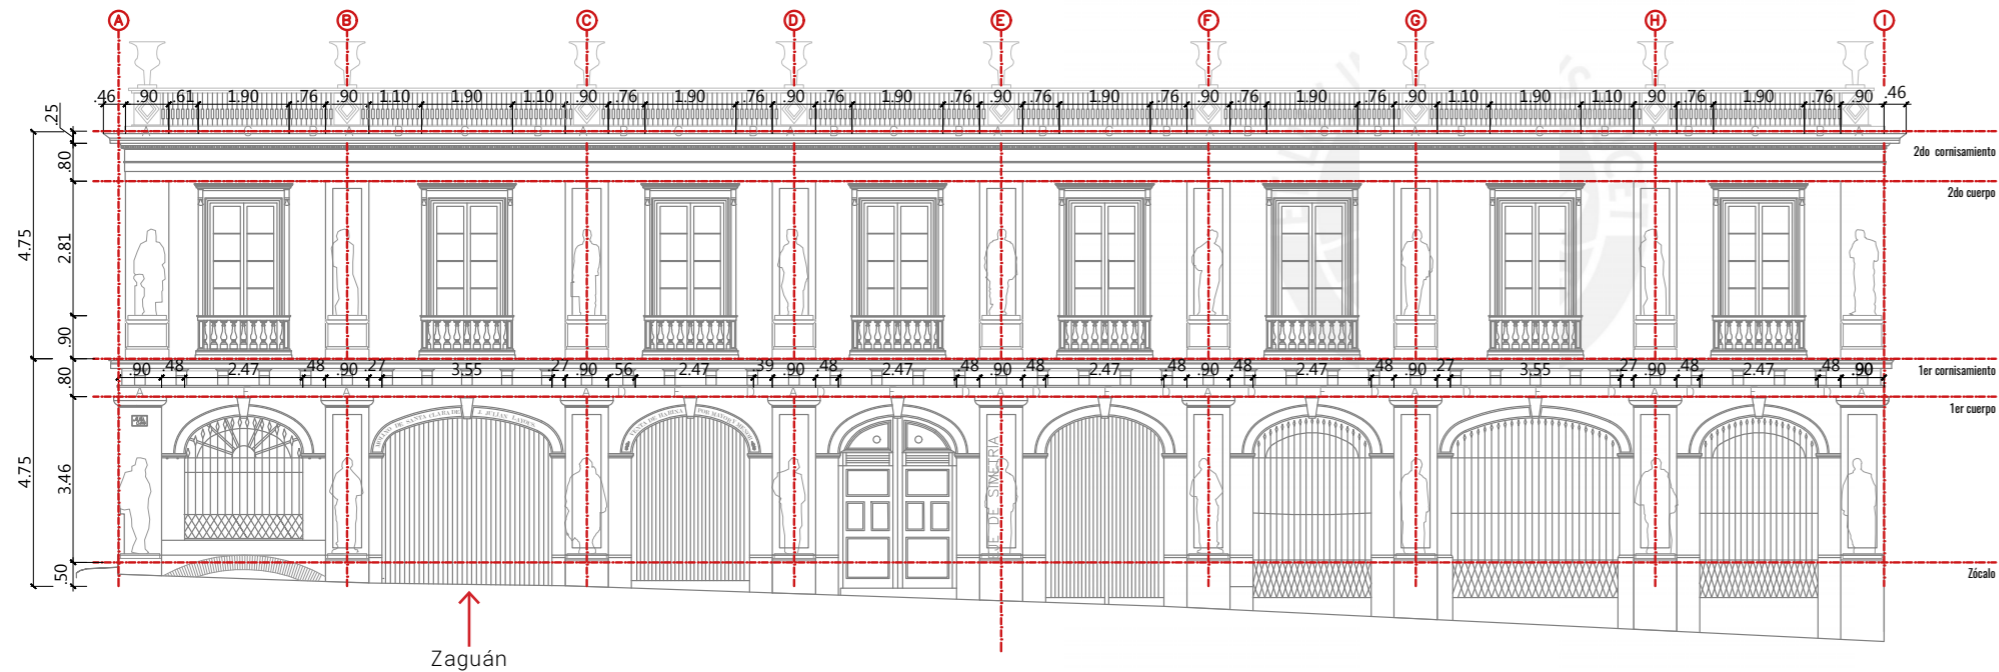 A B C D E F G H I
.46 .90 .61 1.90 .76 .90 1.10 1.90 1.10 .90 .76 1.90 .76 .90 .76 1.90 .76 .90 .76 1.90 .76 .90 .76 1.90 .76 .90 1.10 1.90 1.10 .90 .76 1.90 .76 .90 .46
.25
2do cornisamiento
.80
2do cuerpo
4.75
2.81
.90
.90 .48 2.47 .48 .90 .27 3.55 .27 .90 .56 2.47 .39 .90 .48 2.47 .48 .90 .48 2.47 .48 .90 .48 2.47 .48 .90 .27 3.55 .27 .90 .48 2.47 .48 .90
.80
1er cornisamiento
1er cuerpo
4.75
3.46
EJE DE SIMETRIA
.50
Zócalo
Zaguán